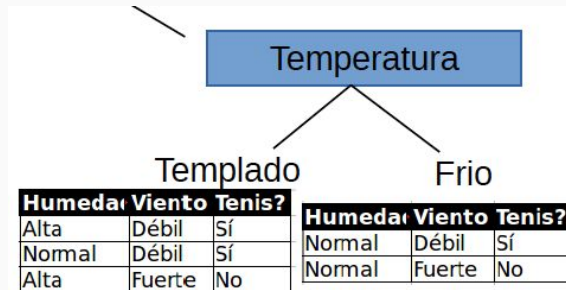 Temperatura
Templado
Frio
Humedad Viento Tenis?
Alta Débil Sí
Normal Débil Sí
Alta Fuerte No
Humedad Viento Tenis?
Normal Débil Sí
Normal Fuerte No